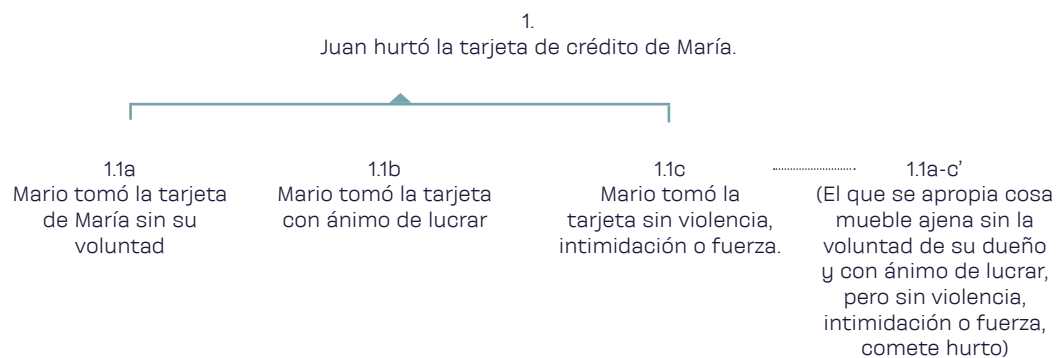 1.
Juan hurtó la tarjeta de crédito de María.
1.1a
Mario tomó la tarjeta
de María sin su
voluntad
1.1b
Mario tomó la tarjeta
con ánimo de lucrar
1.1c
Mario tomó la
tarjeta sin violencia,
intimidación o fuerza.
1.1a-c’
(El que se apropia cosa
mueble ajena sin la
voluntad de su dueño
y con ánimo de lucrar,
pero sin violencia,
intimidación o fuerza,
comete hurto)